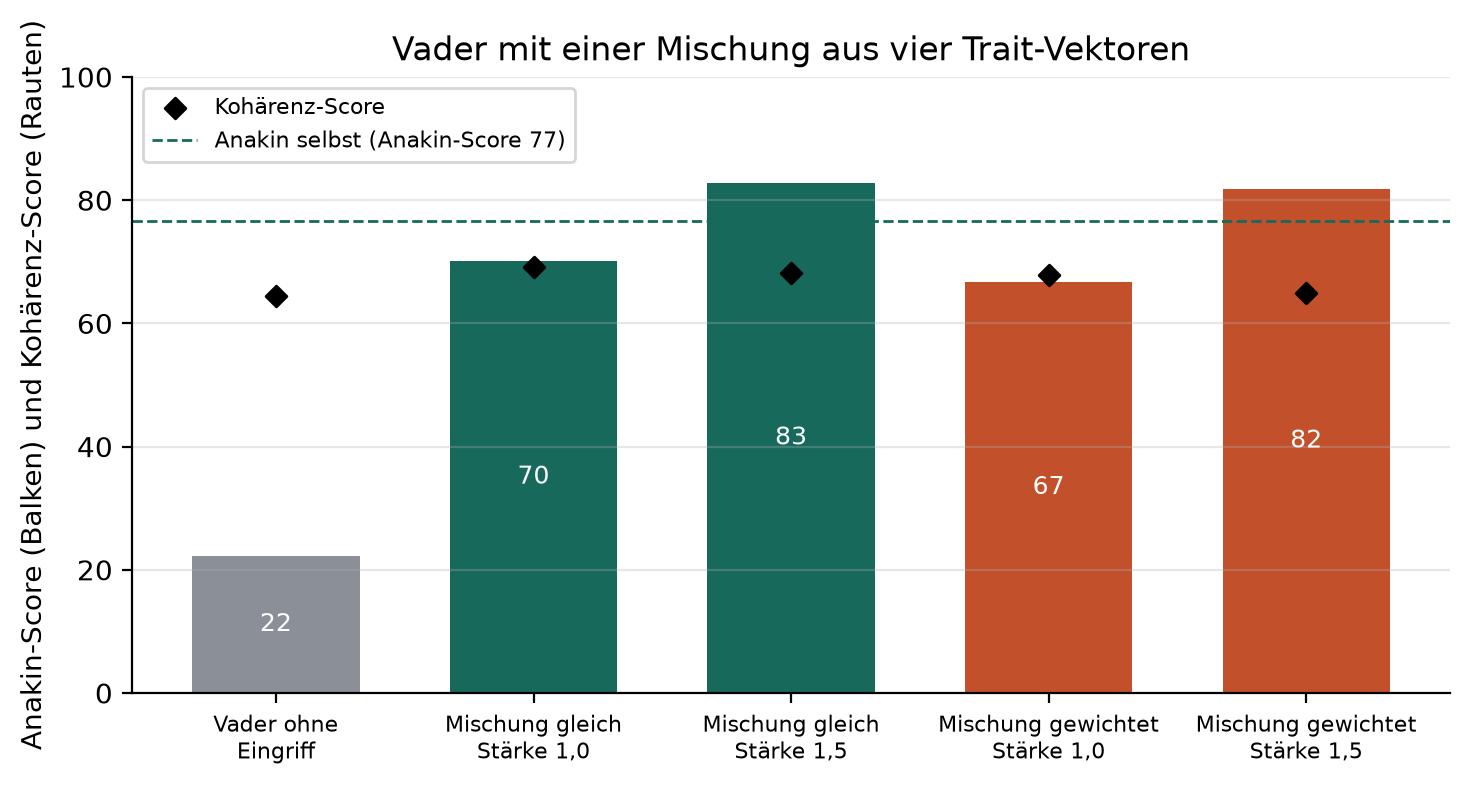 Vader mit einer Mischung aus vier Trait-Vektoren
Anakin-Score (Balken) und Kohärenz-Score (Rauten)
100
80
60
40
20
0
Kohärenz-Score
Anakin selbst (Anakin-Score 77)
22
70
83
67
82
Vader ohne
Eingriff
Mischung gleich
Stärke 1,0
Mischung gleich
Stärke 1,5
Mischung gewichtet
Stärke 1,0
Mischung gewichtet
Stärke 1,5